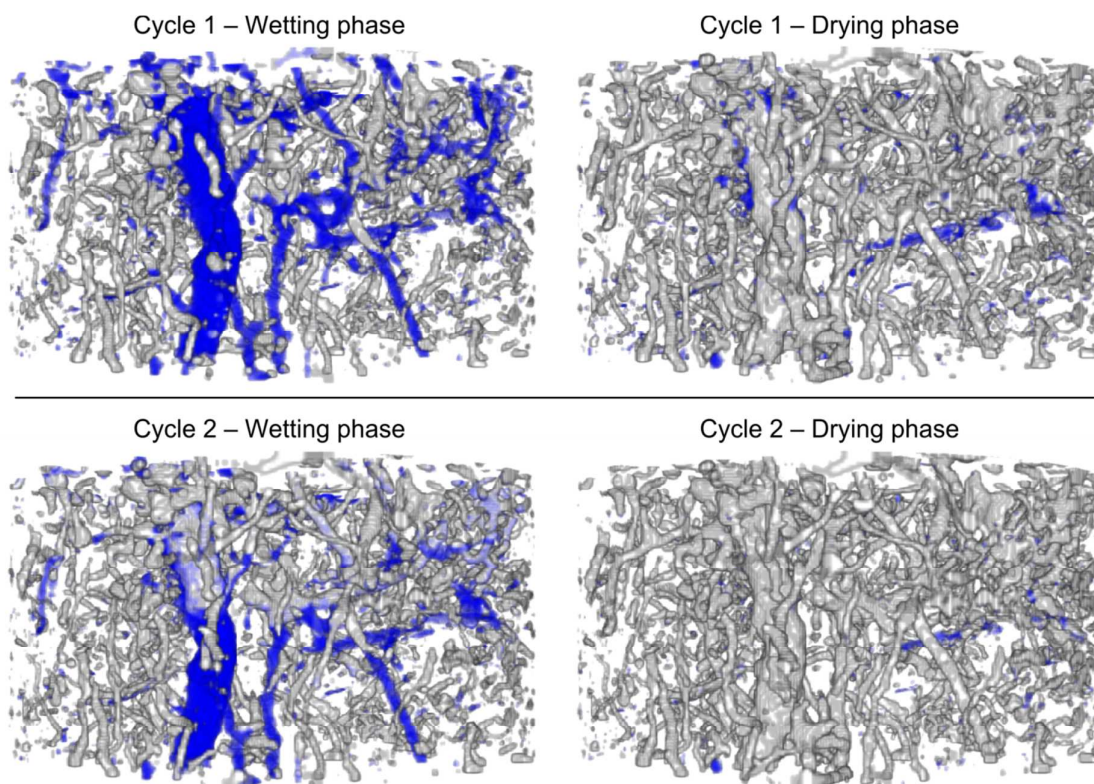 Cycle 1 – Wetting phase
Cycle 1 – Drying phase
Cycle 2 – Wetting phase
Cycle 2 – Drying phase